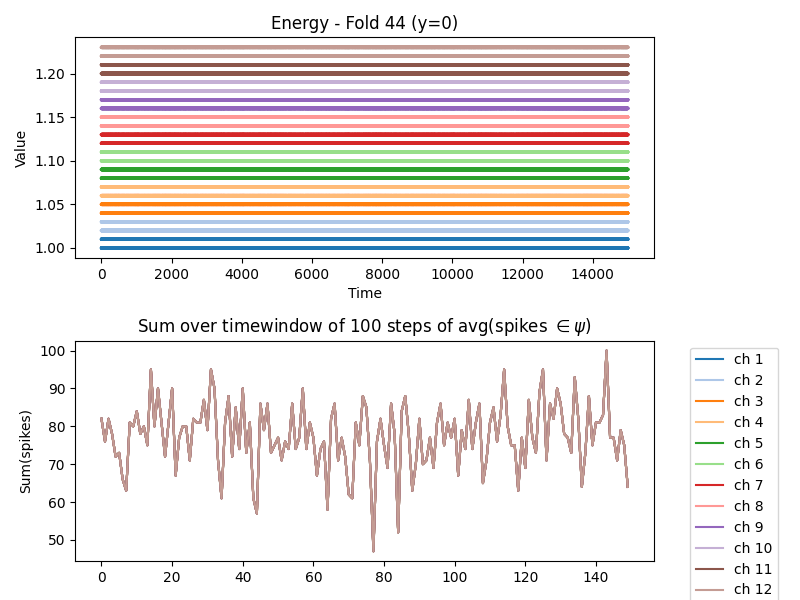 Energy - Fold 44 (y=0)
Value
1.20
1.15
1.10
1.05
1.00
0 2000 4000 6000 8000 10000 12000 14000
Time
Sum over timewindow of 100 steps of avg(spikes ∈ ψ)
Sum(spikes)
100
90
80
70
60
50
0 20 40 60 80 100 120 140
ch 1
ch 2
ch 3
ch 4
ch 5
ch 6
ch 7
ch 8
ch 9
ch 10
ch 11
ch 12